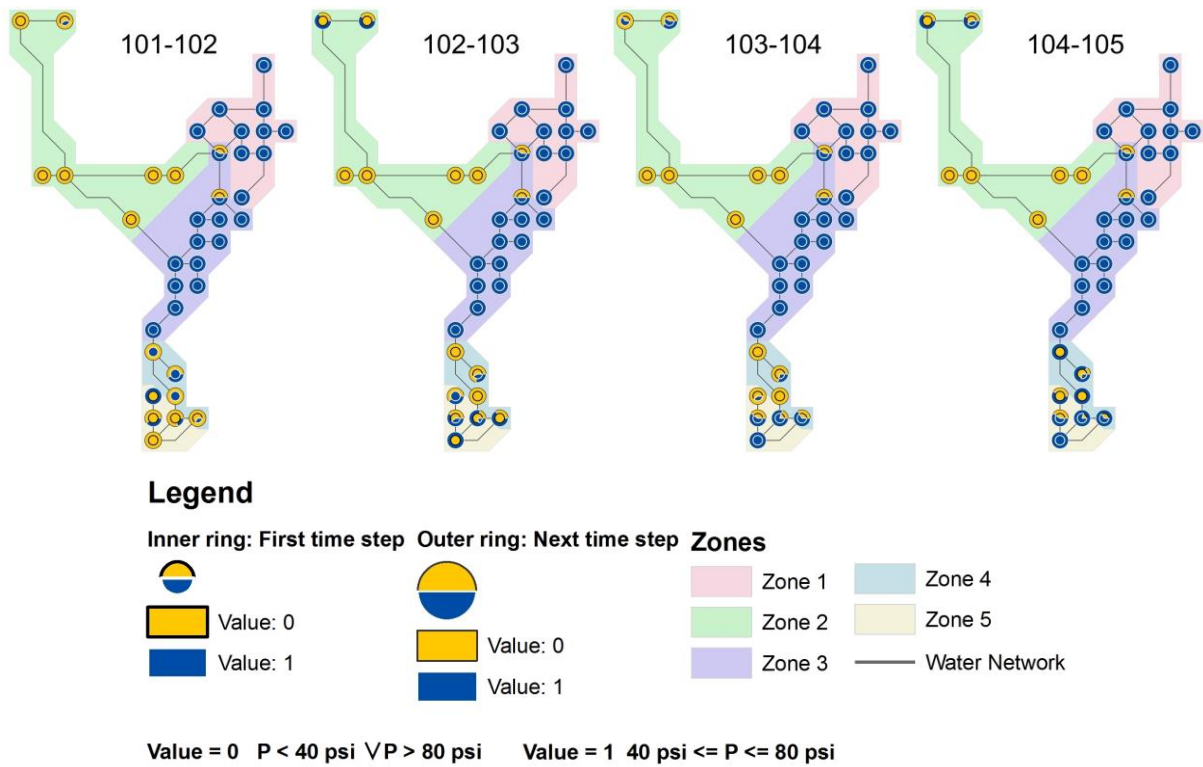 101-102
102-103
103-104
104-105
Legend
Inner ring: First time step
Outer ring: Next time step
Zones
Value: 0
Value: 1
Value: 0
Value: 1
Zone 1
Zone 2
Zone 3
Zone 4
Zone 5
Water Network
Value = 0 P < 40 psi ∨ P > 80 psi Value = 1 40 psi <= P <= 80 psi